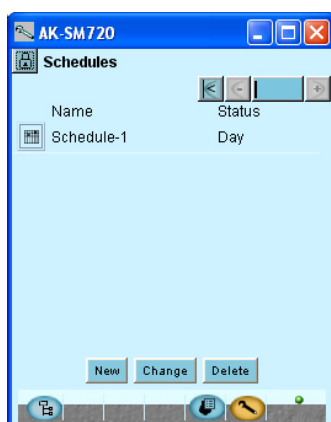 AK-SM720
Schedules
Name Status
Schedule-1 Day
New Change Delete